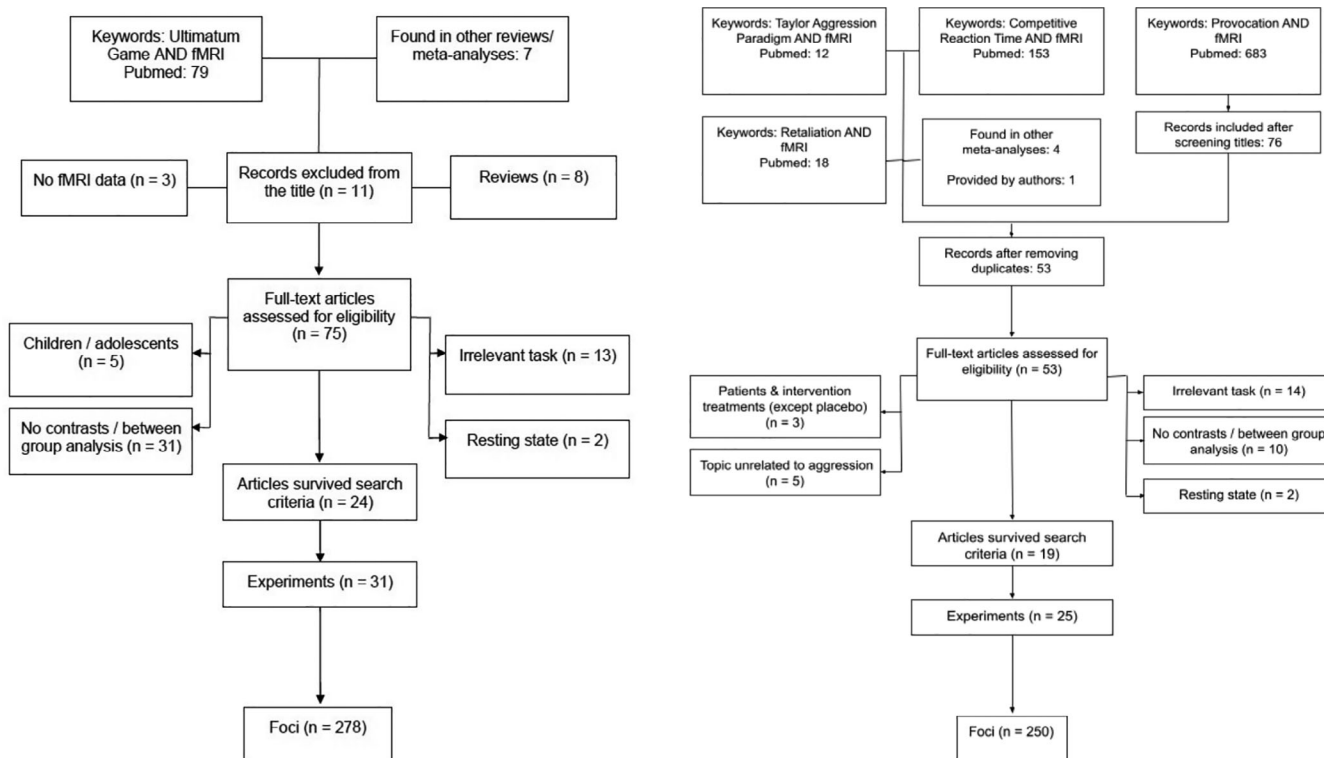 Keywords: Ultimatum
Game AND fMRI
Pubmed: 79
Found in other reviews/
meta-analyses: 7
No fMRI data (n = 3)
Records excluded from
the title (n = 11)
Reviews (n = 8)
Full-text articles
assessed for eligibility
(n = 75)
Children / adolescents
(n = 5)
Irrelevant task (n = 13)
No contrasts / between
group analysis (n = 31)
Resting state (n = 2)
Articles survived search
criteria (n = 24)
Experiments (n = 31)
Foci (n = 278)
Keywords: Taylor Aggression
Paradigm AND fMRI
Pubmed: 12
Keywords: Competitive
Reaction Time AND fMRI
Pubmed: 153
Keywords: Provocation AND
fMRI
Pubmed: 683
Keywords: Retaliation AND
fMRI
Pubmed: 18
Found in other
meta-analyses: 4
Provided by authors: 1
Records included after
screening titles: 76
Records after removing
duplicates: 53
Full-text articles assessed for
eligibility (n = 53)
Patients & intervention
treatments (except placebo)
(n = 3)
Irrelevant task (n = 14)
No contrasts / between group
analysis (n = 10)
Topic unrelated to aggression
(n = 5)
Resting state (n = 2)
Articles survived search
criteria (n = 19)
Experiments (n = 25)
Foci (n = 250)